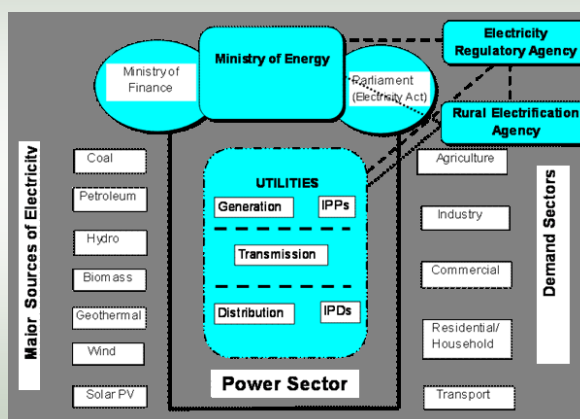 Ministry of
Finance
Ministry of Energy
Parliament
(Electricity Act)
Electricity
Regulatory Agency
Rural Electrification
Agency
Major Sources of Electricity
Coal
Petroleum
Hydro
Biomass
Geothermal
Wind
Solar PV
UTILITIES
Generation
IPPs
Transmission
Distribution
IPDs
Power Sector
Agriculture
Industry
Commercial
Residential/
Household
Transport
Demand Sectors